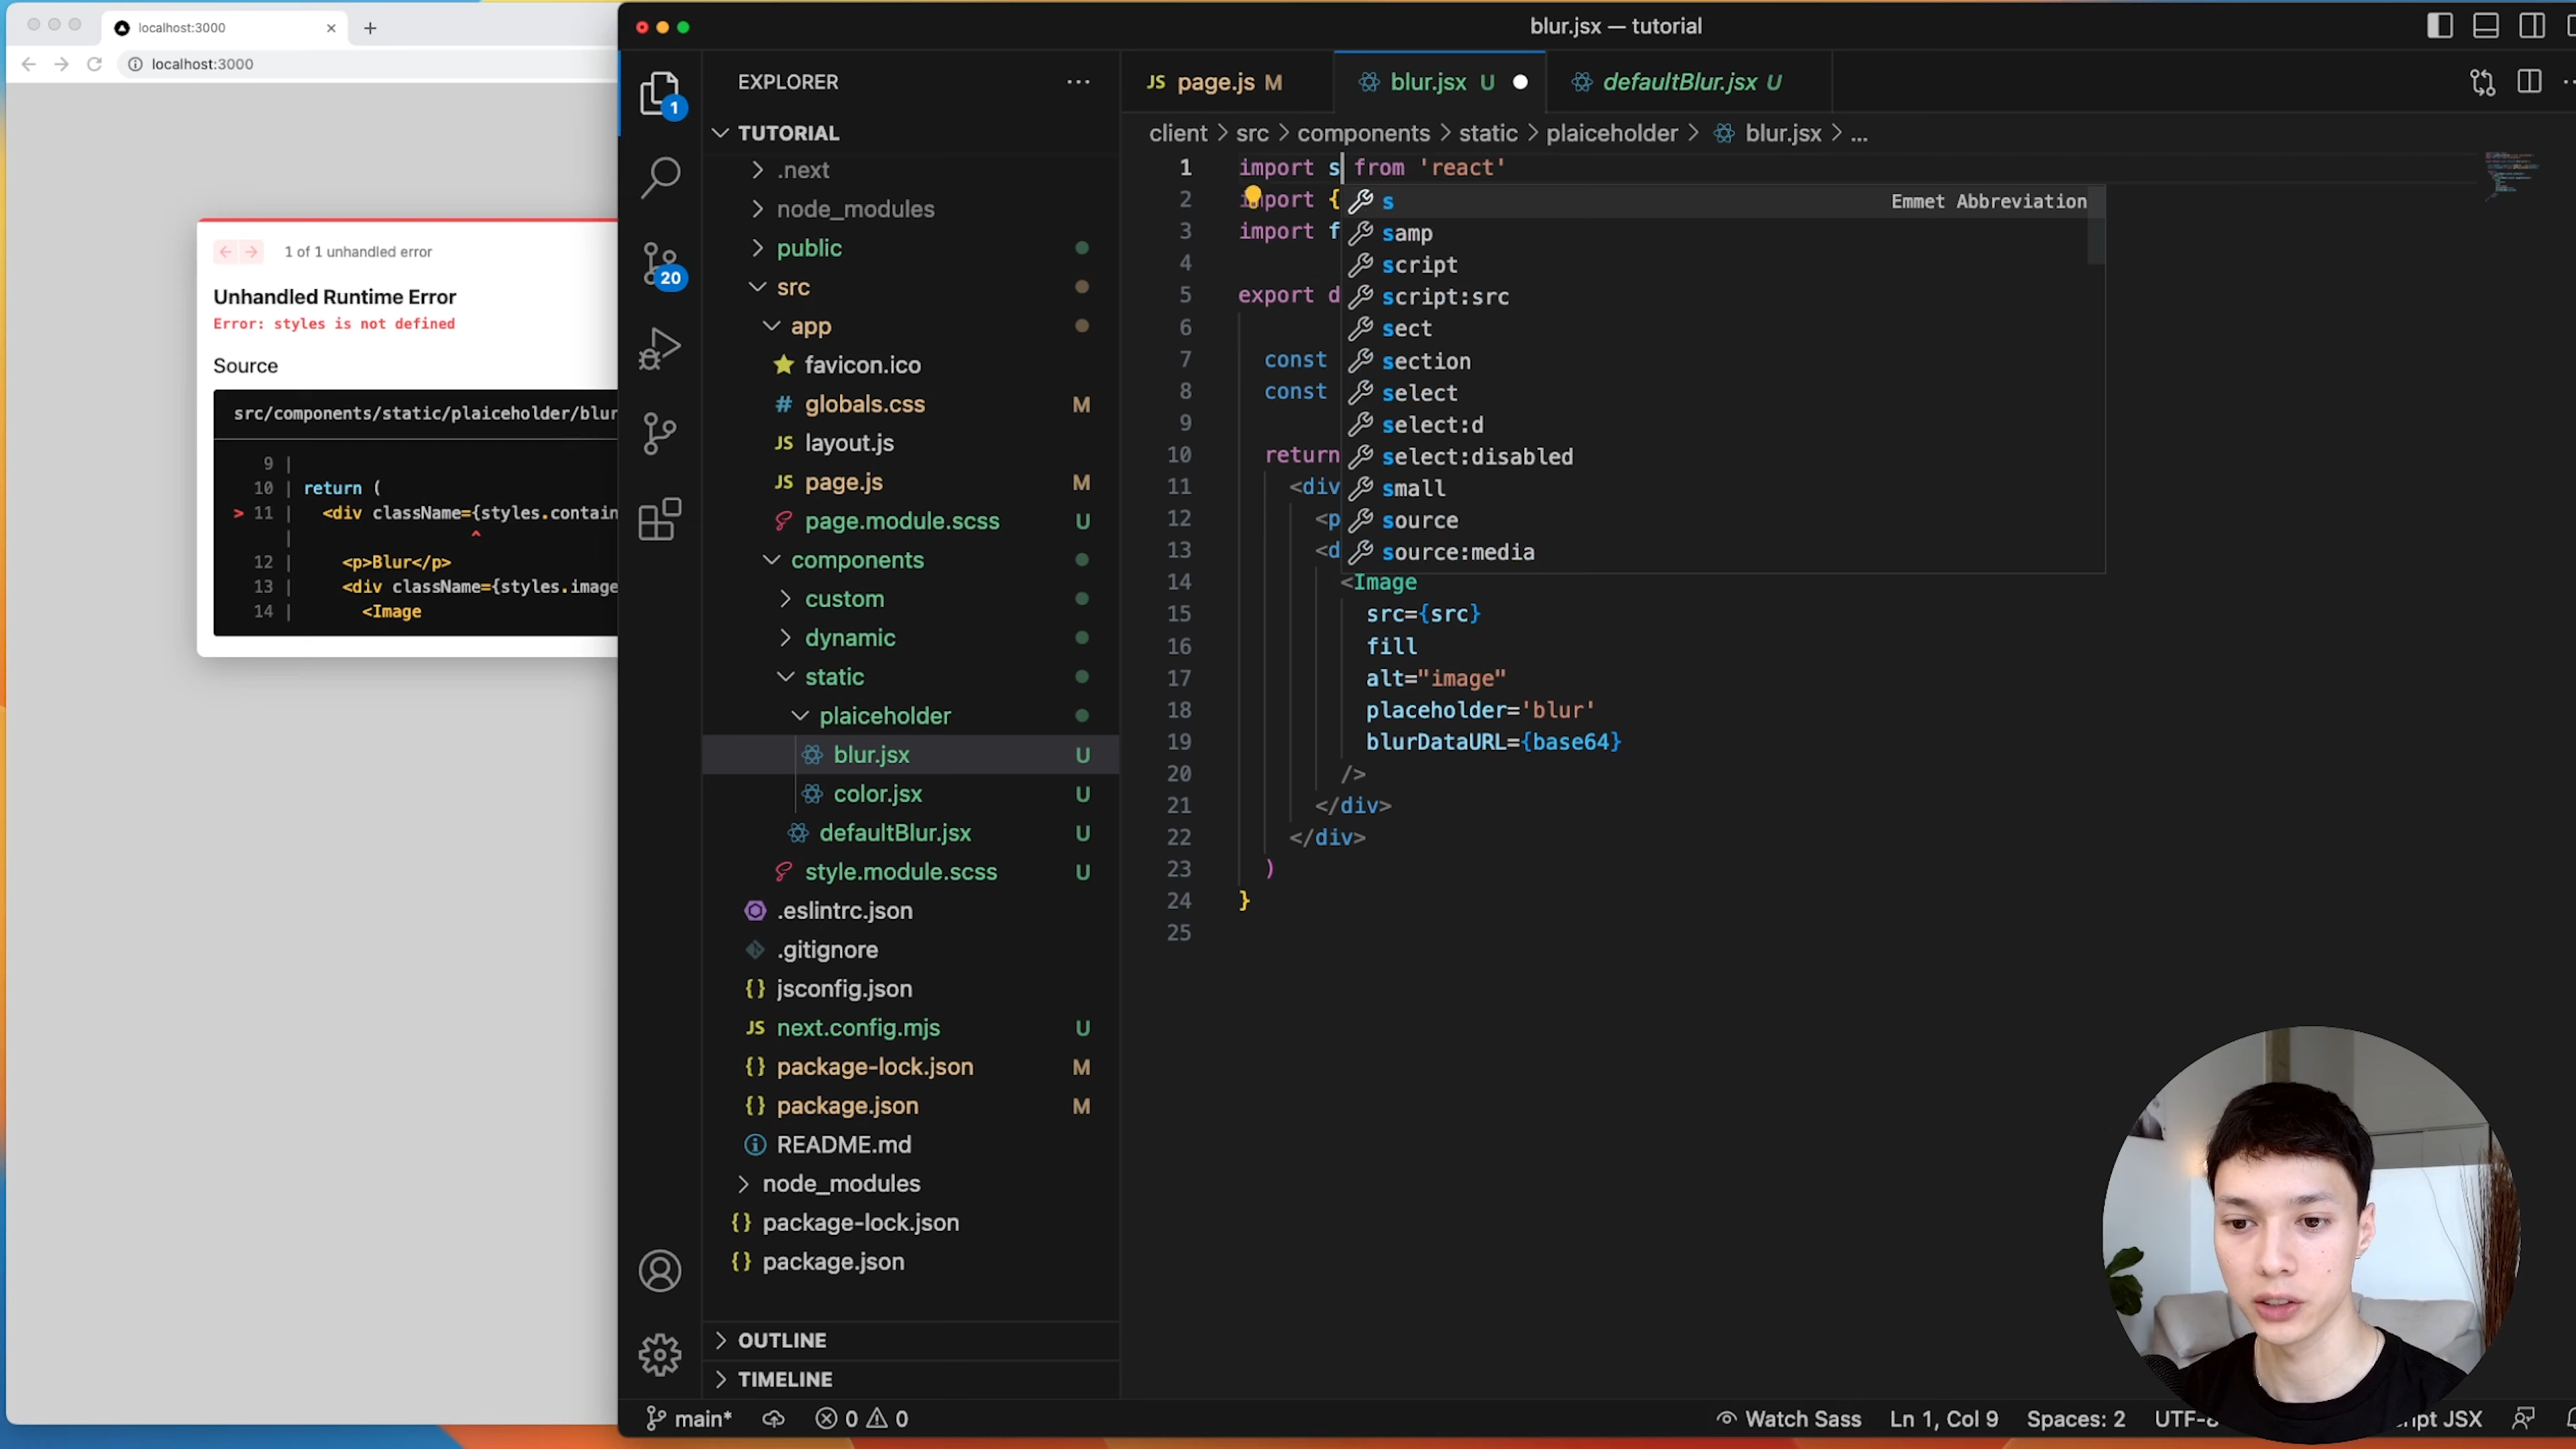 localhost:3000
localhost:3000
1 of 1 unhandled error
Unhandled Runtime Error
Error: styles is not defined
Source
src/components/static/plaiceholder/blur
9 |
10 | return (
> 11 | <div className={styles.contain
| ^
12 | <p>Blur</p>
13 | <div className={styles.image
14 | <Image
blur.jsx — tutorial
1
20
EXPLORER
TUTORIAL
.next
node_modules
public
src
app
favicon.ico
globals.css M
layout.js
page.js M
page.module.scss U
components
custom
dynamic
static
plaiceholder
blur.jsx U
color.jsx U
defaultBlur.jsx U
style.module.scss U
.eslintrc.json
.gitignore
jsconfig.json
next.config.mjs U
package-lock.json M
package.json M
README.md
node_modules
package-lock.json
package.json
OUTLINE
TIMELINE
JS page.js M
blur.jsx U
defaultBlur.jsx U
client > src > components > static > plaiceholder > blur.jsx > ...
1 import s from 'react'
2 import {
3 import f
4
5 export d
6
7 const
8 const
9
10 return
11 <div
12 <p
13 <d
14 <Image
15 src={src}
16 fill
17 alt="image"
18 placeholder='blur'
19 blurDataURL={base64}
20 />
21 </div>
22 </div>
23 )
24 }
25
s Emmet Abbreviation
samp
script
script:src
sect
section
select
select:d
select:disabled
small
source
source:media
main* 0 0 Watch Sass Ln 1, Col 9 Spaces: 2 UTF-8 JSX